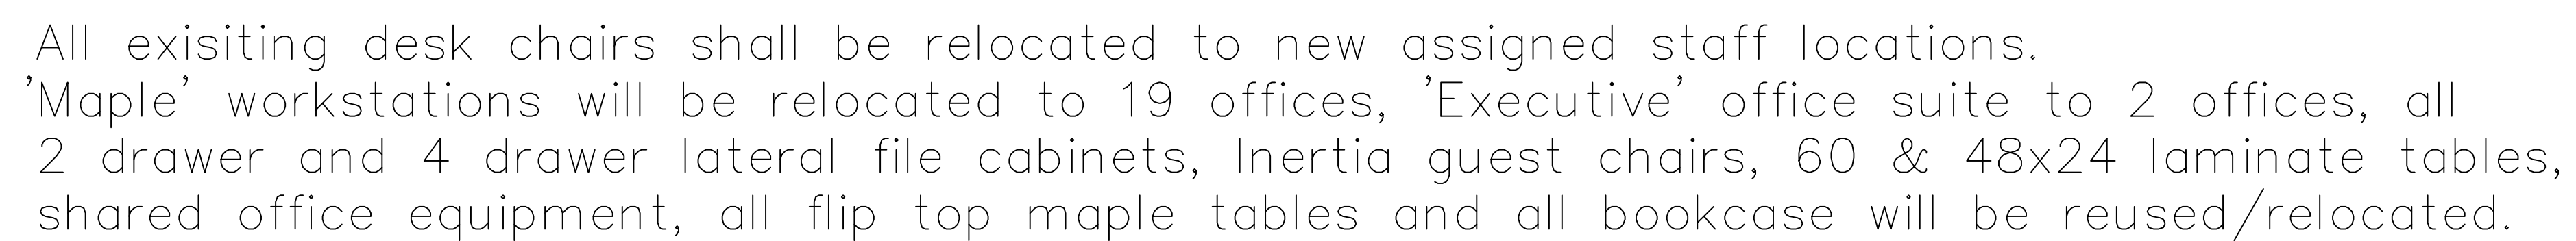 All exisiting desk chairs shall be relocated to new assigned staff locations.
'Maple' workstations will be relocated to 19 offices, 'Executive' office suite to 2 offices, all
2 drawer and 4 drawer lateral file cabinets, Inertia guest chairs, 60 & 48x24 laminate tables,
shared office equipment, all flip top maple tables and all bookcase will be reused/relocated.